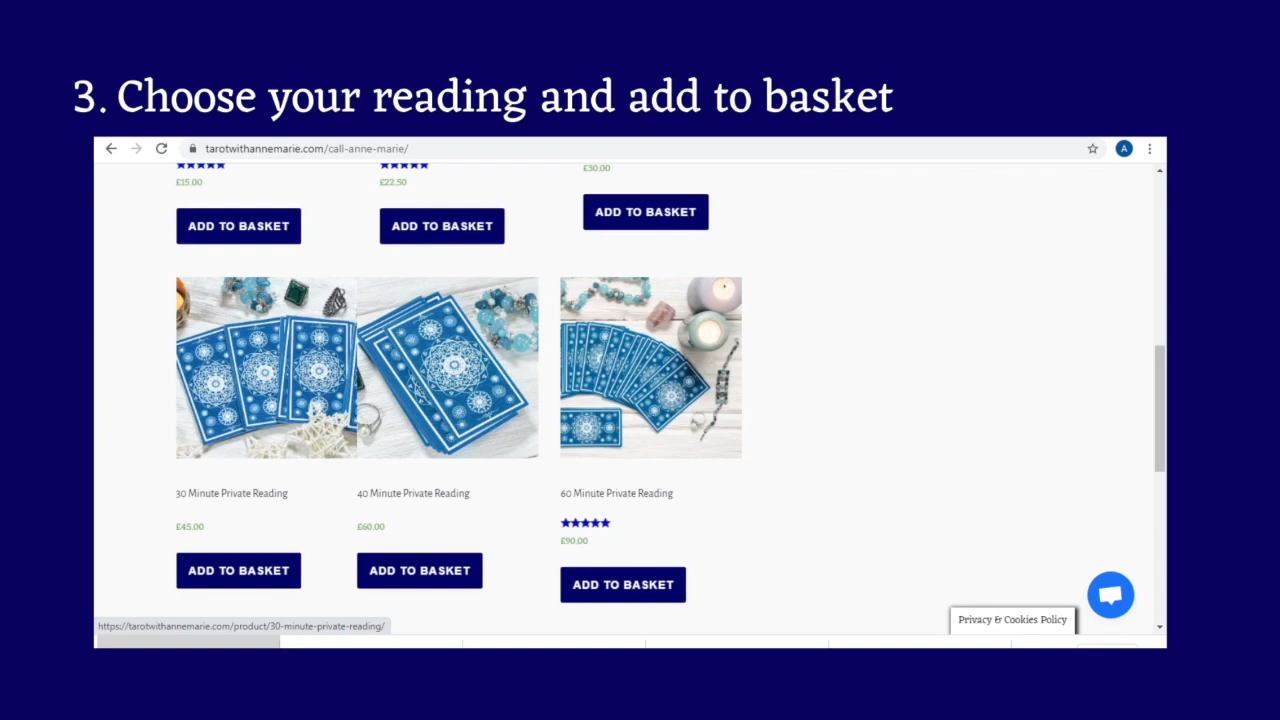 3. Choose your reading and add to basket
tarotwithannemarie.com/call-anne-marie/
A
£15.00
£22.50
£30.00
ADD TO BASKET
ADD TO BASKET
ADD TO BASKET
30 Minute Private Reading
40 Minute Private Reading
60 Minute Private Reading
£45.00
£60.00
£90.00
ADD TO BASKET
ADD TO BASKET
ADD TO BASKET
Privacy & Cookies Policy
https://tarotwithannemarie.com/product/30-minute-private-reading/